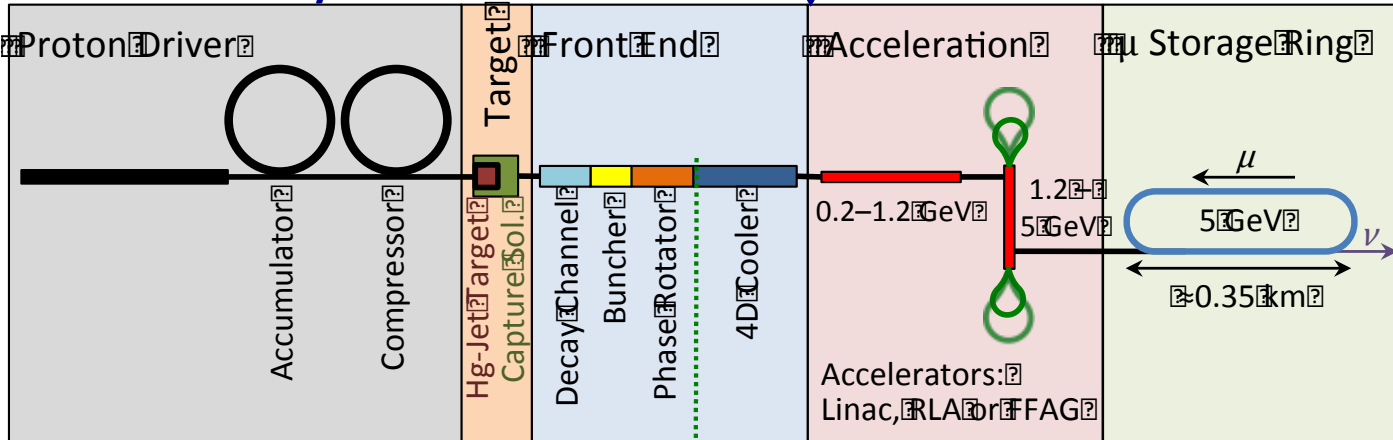 Proton Driver
Target
Front End
Acceleration
μ Storage Ring
Accumulator
Compressor
Hg-Jet Target
Capture Sol.
Decay Channel
Buncher
Phase Rotator
4D Cooler
0.2–1.2 GeV
1.2 –
5 GeV
Accelerators:
Linac, RLA or FFAG
μ
5 GeV
ν
≈0.35 km